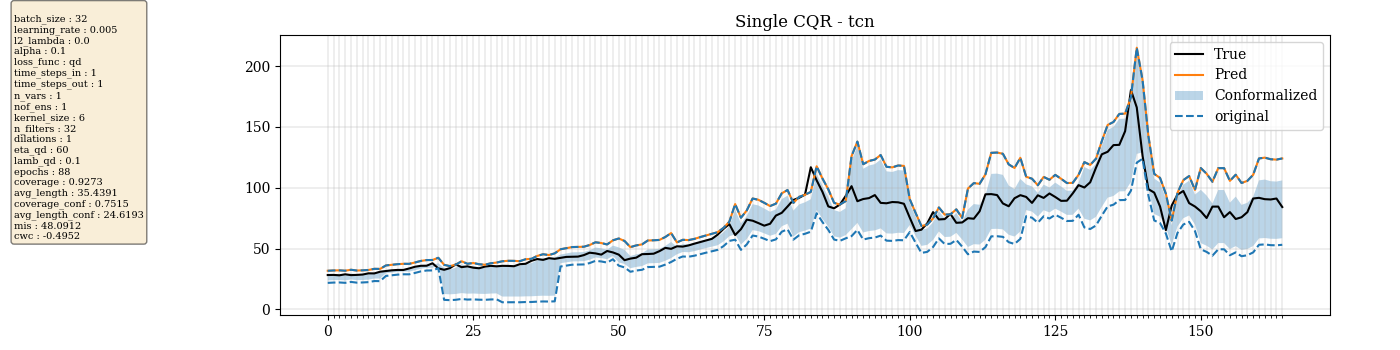 batch_size : 32
learning_rate : 0.005
l2_lambda : 0.0
alpha : 0.1
loss_func : qd
time_steps_in : 1
time_steps_out : 1
n_vars : 1
nof_ens : 1
kernel_size : 6
n_filters : 32
dilations : 1
eta_qd : 60
lamb_qd : 0.1
epochs : 88
coverage : 0.9273
avg_length : 35.4391
coverage_conf : 0.7515
avg_length_conf : 24.6193
mis : 48.0912
cwc : -0.4952
Single CQR - tcn
200
150
100
50
0
True
Pred
Conformalized
original
0 25 50 75 100 125 150